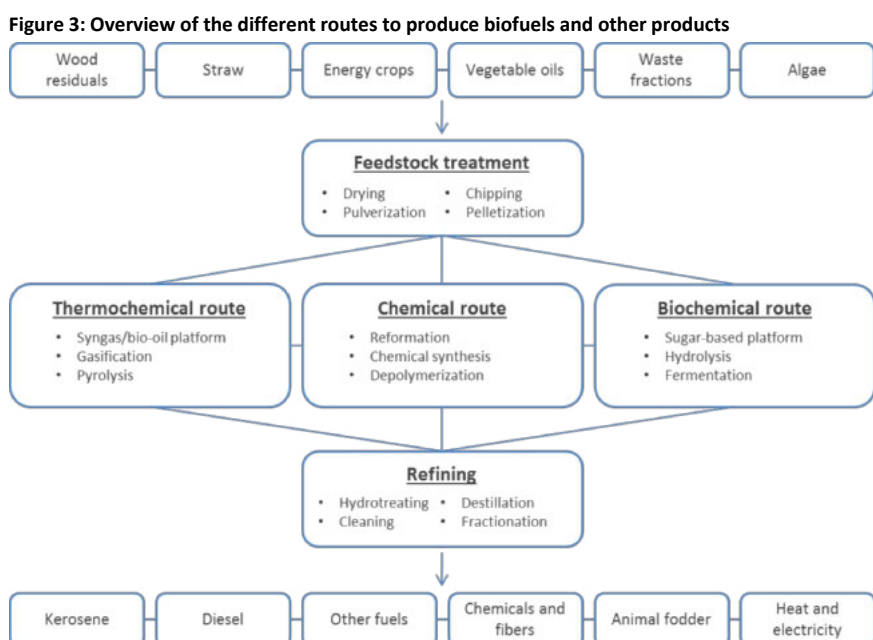 Figure 3: Overview of the different routes to produce biofuels and other products
Wood
residuals
Straw
Energy crops
Vegetable oils
Waste
fractions
Algae
Feedstock treatment
• Drying
• Pulverization
• Chipping
• Pelletization
Thermochemical route
• Syngas/bio-oil platform
• Gasification
• Pyrolysis
Chemical route
• Reformation
• Chemical synthesis
• Depolymerization
Biochemical route
• Sugar-based platform
• Hydrolysis
• Fermentation
Refining
• Hydrotreating
• Cleaning
• Destillation
• Fractionation
Kerosene
Diesel
Other fuels
Chemicals and
fibers
Animal fodder
Heat and
electricity